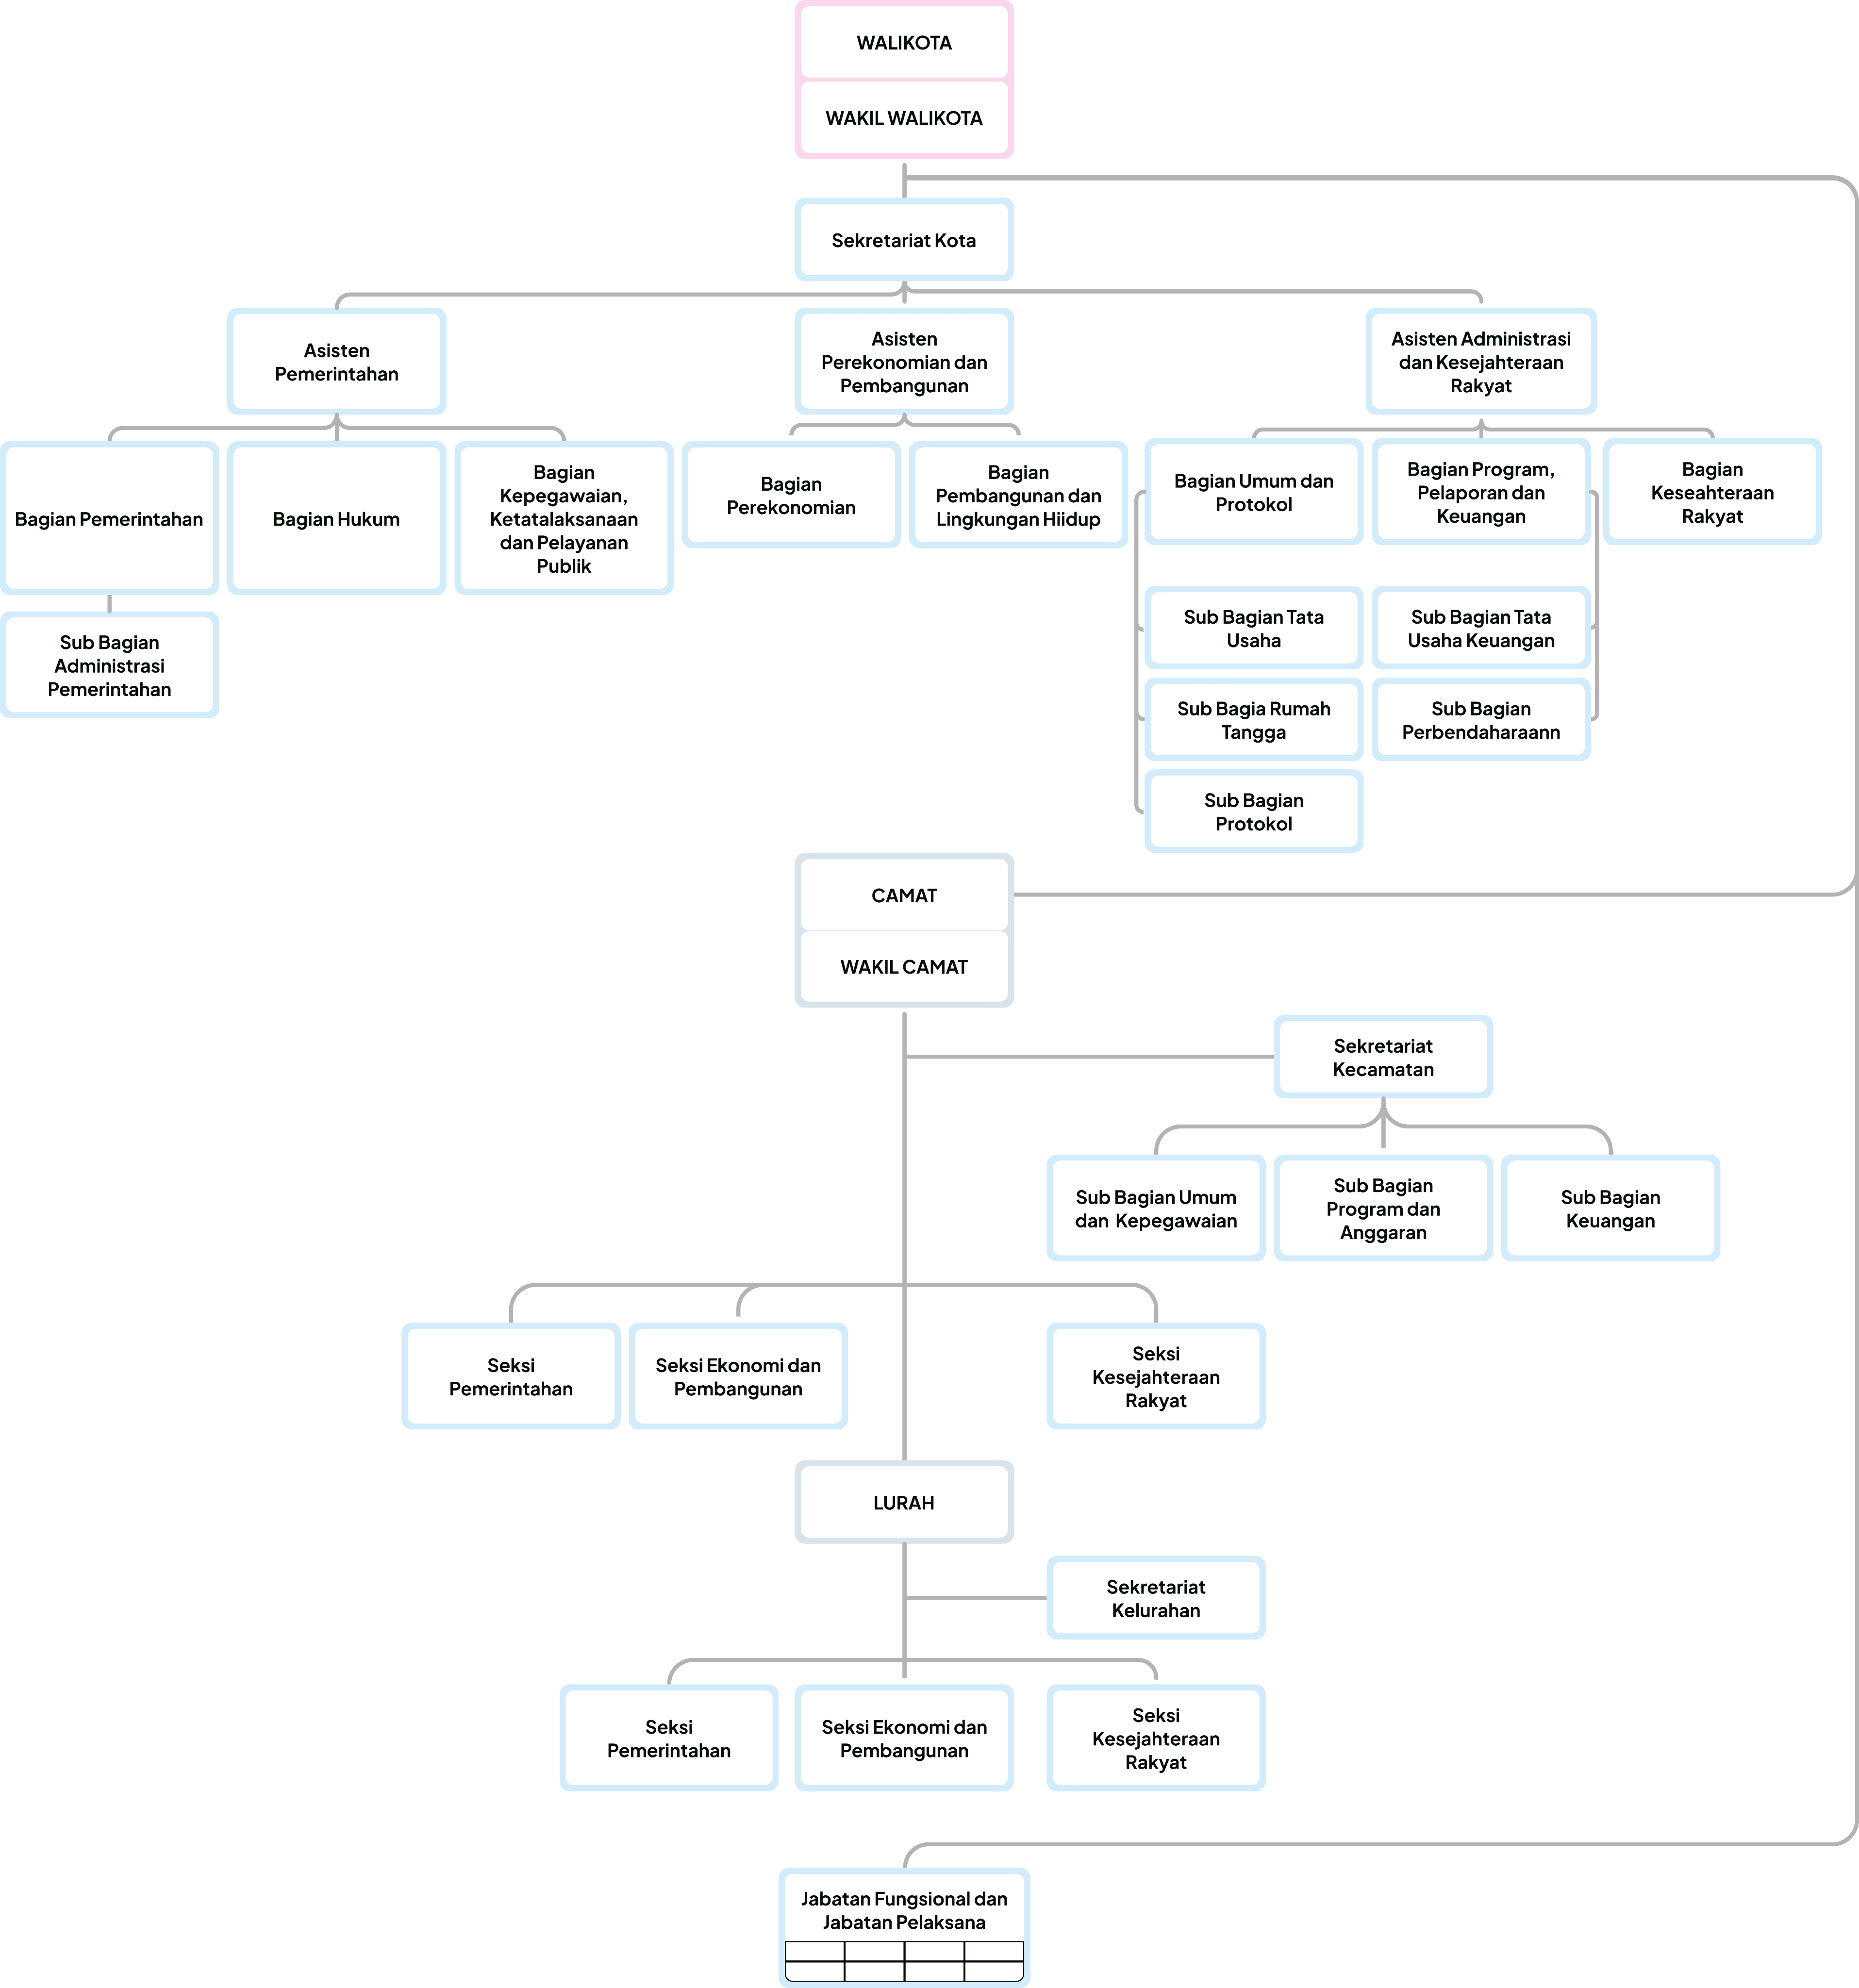 WALIKOTA
WAKIL WALIKOTA
Sekretariat Kota
Asisten
Pemerintahan
Asisten
Perekonomian dan
Pembangunan
Asisten Administrasi
dan Kesejahteraan
Rakyat
Bagian Pemerintahan
Bagian Hukum
Bagian
Kepegawaian,
Ketatalaksanaan
dan Pelayanan
Publik
Bagian
Perekonomian
Bagian
Pembangunan dan
Lingkungan Hiidup
Bagian Umum dan
Protokol
Bagian Program,
Pelaporan dan
Keuangan
Bagian
Keseahteraan
Rakyat
Sub Bagian
Administrasi
Pemerintahan
Sub Bagian Tata
Usaha
Sub Bagian Tata
Usaha Keuangan
Sub Bagia Rumah
Tangga
Sub Bagian
Perbendaharaann
Sub Bagian
Protokol
CAMAT
WAKIL CAMAT
Sekretariat
Kecamatan
Sub Bagian Umum
dan Kepegawaian
Sub Bagian
Program dan
Anggaran
Sub Bagian
Keuangan
Seksi
Pemerintahan
Seksi Ekonomi dan
Pembangunan
Seksi
Kesejahteraan
Rakyat
LURAH
Sekretariat
Kelurahan
Seksi
Pemerintahan
Seksi Ekonomi dan
Pembangunan
Seksi
Kesejahteraan
Rakyat
Jabatan Fungsional dan
Jabatan Pelaksana